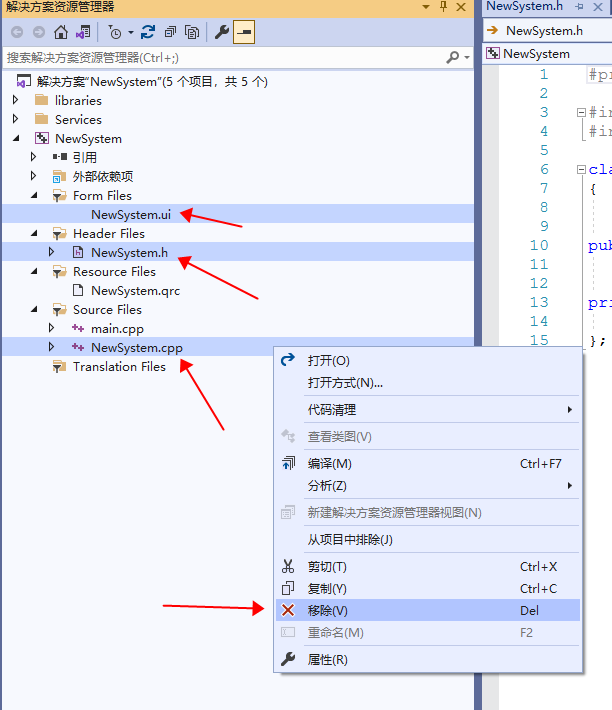 解决方案资源管理器
搜索解决方案资源管理器(Ctrl+;)
解决方案"NewSystem"(5 个项目，共 5 个)
libraries
Services
NewSystem
引用
外部依赖项
Form Files
NewSystem.ui
Header Files
NewSystem.h
Resource Files
NewSystem.qrc
Source Files
main.cpp
NewSystem.cpp
Translation Files
打开(O)
打开方式(N)...
代码清理
查看类图(V)
编译(M) Ctrl+F7
分析(Z)
新建解决方案资源管理器视图(N)
从项目中排除(J)
剪切(T) Ctrl+X
复制(Y) Ctrl+C
移除(V) Del
重命名(M) F2
属性(R)
NewSystem.h
NewSystem.h
NewSystem
1 #p
2
3 #i
4 #i
5
6 cla
7 {
8
9
10 pub
11
12
13 pri
14
15 };